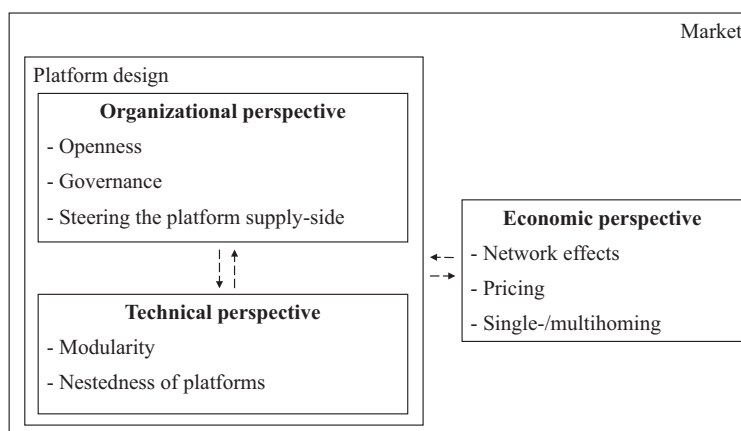 Market
Platform design
Organizational perspective
- Openness
- Governance
- Steering the platform supply-side
Economic perspective
- Network effects
- Pricing
- Single-/multihoming
Technical perspective
- Modularity
- Nestedness of platforms